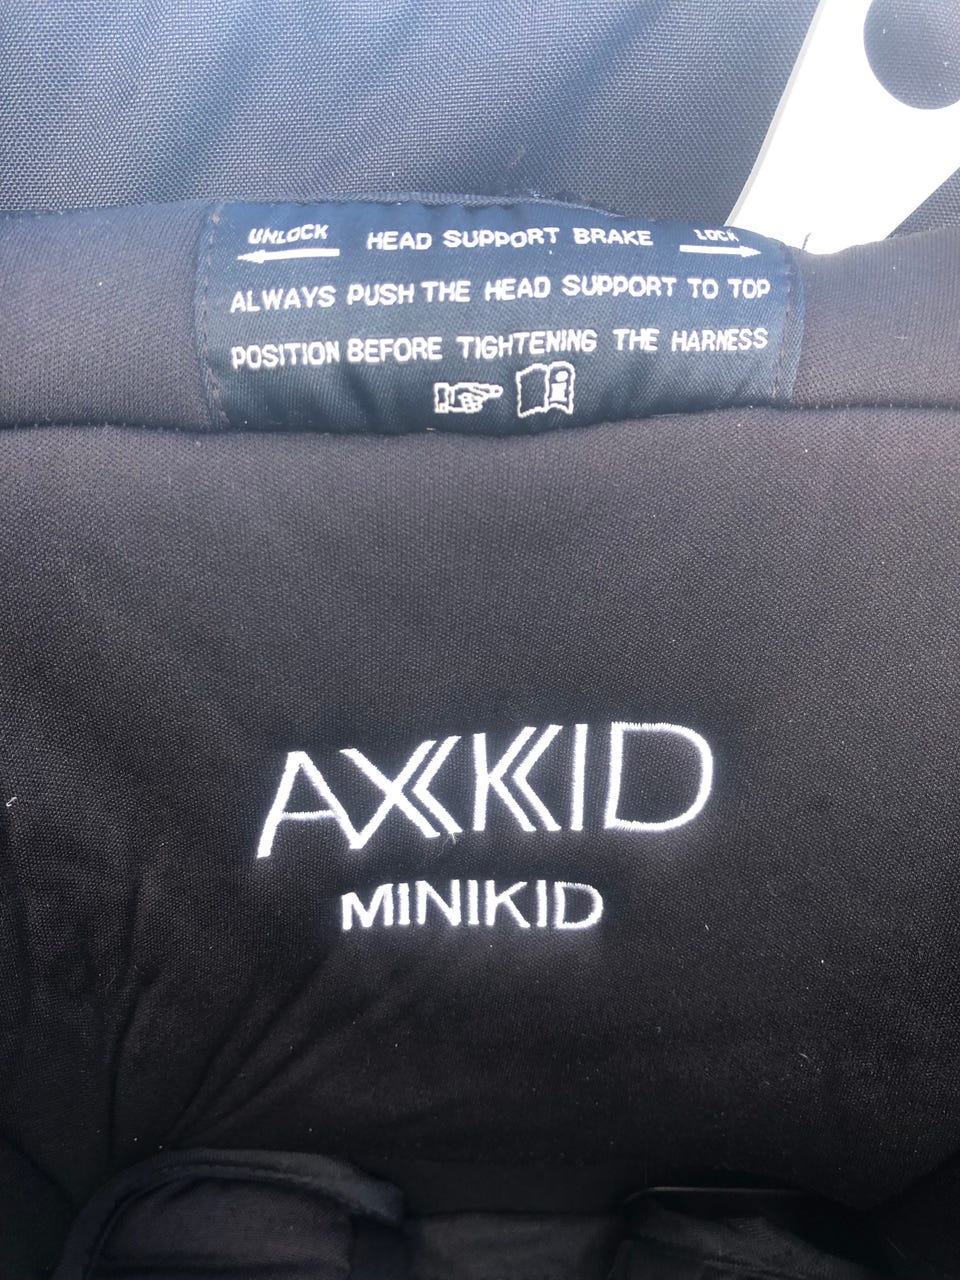 UNLOCK HEAD SUPPORT BRAKE LOCK
ALWAYS PUSH THE HEAD SUPPORT TO TOP
POSITION BEFORE TIGHTENING THE HARNESS
i
AXKID
MINIKID